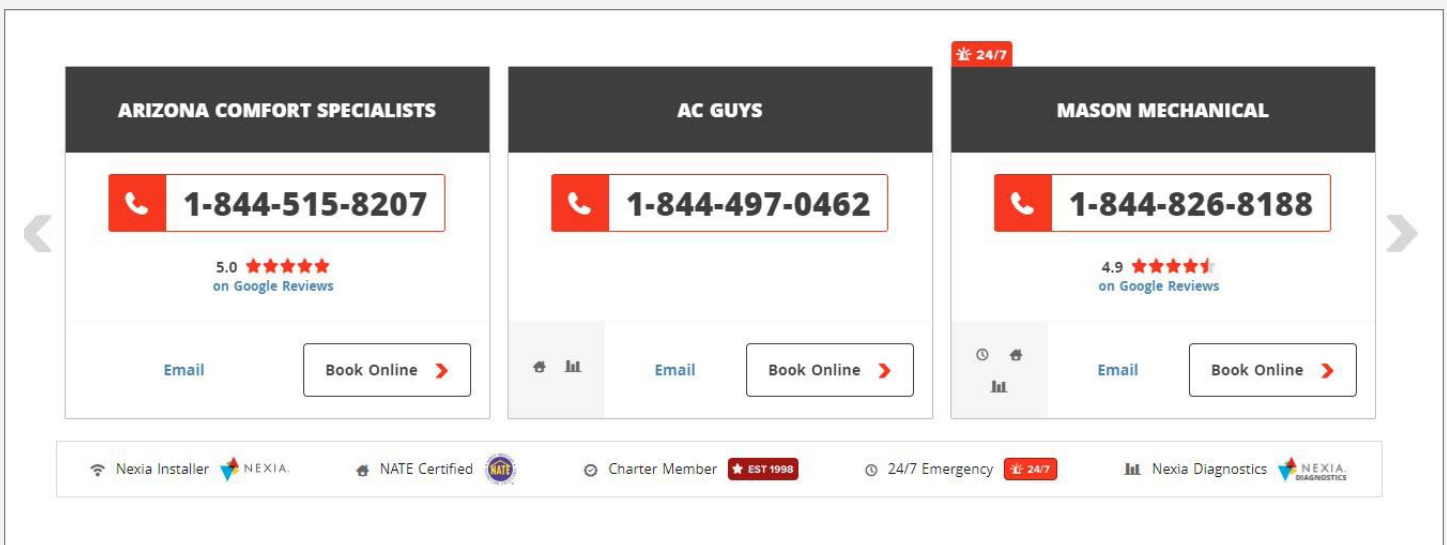 24/7
ARIZONA COMFORT SPECIALISTS
1-844-515-8207
5.0
on Google Reviews
Email
Book Online
AC GUYS
1-844-497-0462
Email
Book Online
MASON MECHANICAL
1-844-826-8188
4.9
on Google Reviews
Email
Book Online
Nexia Installer NEXIA.
NATE Certified NATE
Charter Member EST 1998
24/7 Emergency 24/7
Nexia Diagnostics NEXIA.
DIAGNOSTICS